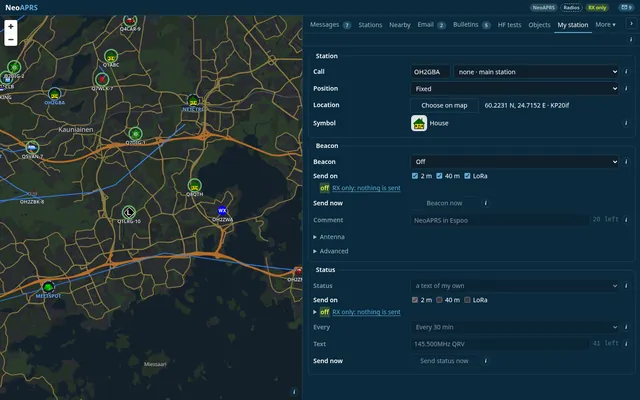 NeoAPRS
NeoAPRS Rados RX only 0
Messages 7 Stations Nearby Email 2 Bulletins 5 HF tests Objects My station More
Station
Call OH2GBA none · main station
Position Fixed
Location Choose on map 60.2231 N, 24.7152 E · KP20if
Symbol House
Beacon
Beacon Off
Send on 2 m 40 m LoRa
off RX only: nothing is sent
Send now Beacon now
Comment NeoAPRS in Espoo 28 left
Antenna
Advanced
Status
Status a text of my own
Send on 2 m 40 m LoRa
off RX only: nothing is sent
Every Every 30 min
Text 145.500MHz QRV 41 left
Send now Send status now
+
−
OH2GBA
Kauniainen
OH2ZBK-8
WX
Miessaari